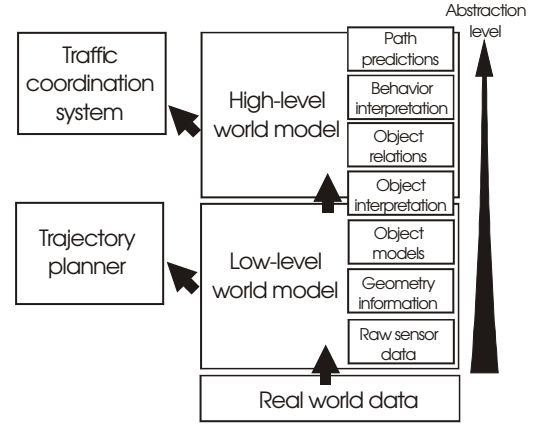 Abstraction
level
Traffic
coordination
system
High-level
world model
Path
predictions
Behavior
interpretation
Object
relations
Object
interpretation
Trajectory
planner
Low-level
world model
Object
models
Geometry
information
Raw sensor
data
Real world data